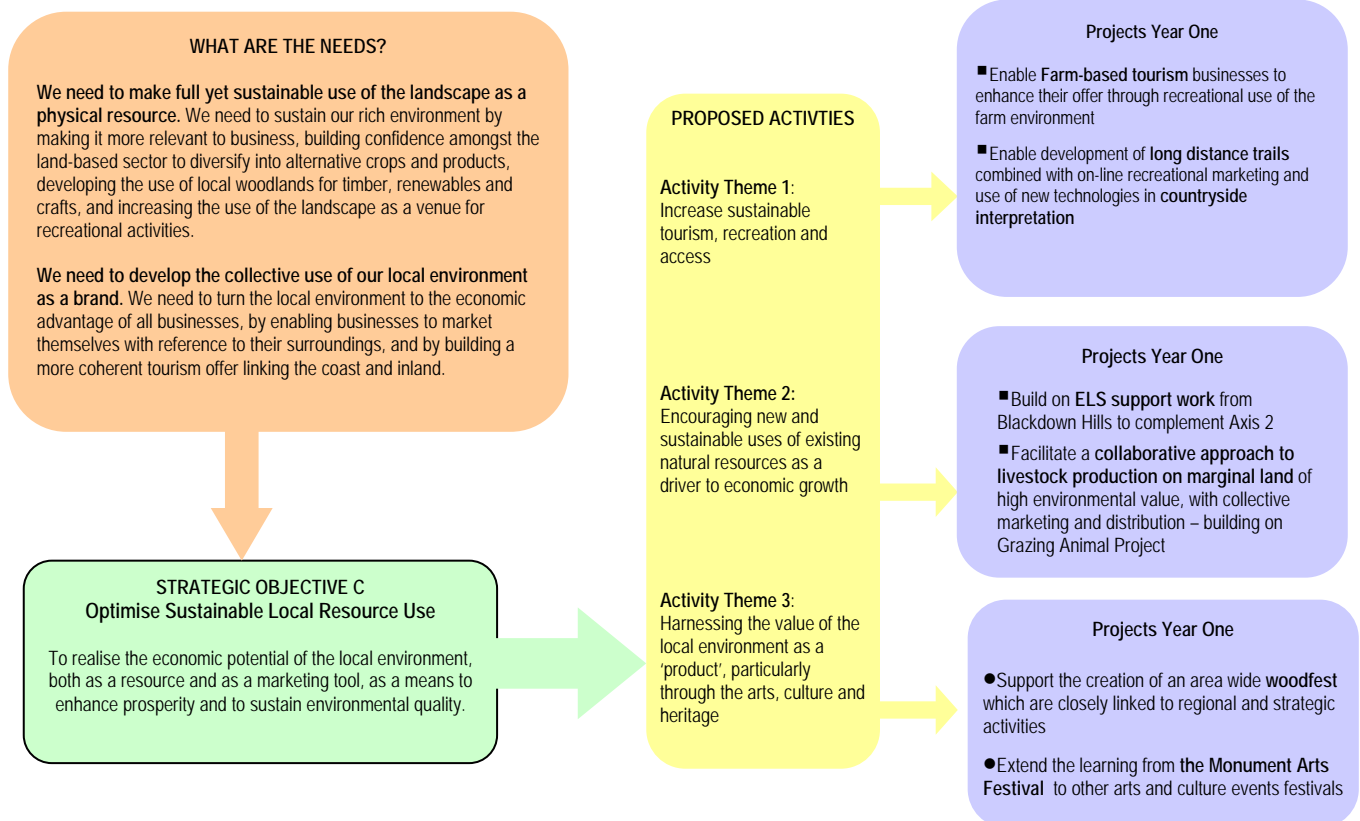 WHAT ARE THE NEEDS?
We need to make full yet sustainable use of the landscape as a
physical resource. We need to sustain our rich environment by
making it more relevant to business, building confidence amongst the
land-based sector to diversify into alternative crops and products,
developing the use of local woodlands for timber, renewables and
crafts, and increasing the use of the landscape as a venue for
recreational activities.
We need to develop the collective use of our local environment
as a brand. We need to turn the local environment to the economic
advantage of all businesses, by enabling businesses to market
themselves with reference to their surroundings, and by building a
more coherent tourism offer linking the coast and inland.
STRATEGIC OBJECTIVE C
Optimise Sustainable Local Resource Use
To realise the economic potential of the local environment,
both as a resource and as a marketing tool, as a means to
enhance prosperity and to sustain environmental quality.
PROPOSED ACTIVTIES
Activity Theme 1:
Increase sustainable
tourism, recreation and
access
Activity Theme 2:
Encouraging new and
sustainable uses of existing
natural resources as a
driver to economic growth
Activity Theme 3:
Harnessing the value of the
local environment as a
‘product’, particularly
through the arts, culture and
heritage
Projects Year One
▪Enable Farm-based tourism businesses to
enhance their offer through recreational use of the
farm environment
▪Enable development of long distance trails
combined with on-line recreational marketing and
use of new technologies in countryside
interpretation
Projects Year One
▪Build on ELS support work from
Blackdown Hills to complement Axis 2
▪Facilitate a collaborative approach to
livestock production on marginal land of
high environmental value, with collective
marketing and distribution – building on
Grazing Animal Project
Projects Year One
●Support the creation of an area wide woodfest
which are closely linked to regional and strategic
activities
●Extend the learning from the Monument Arts
Festival to other arts and culture events festivals